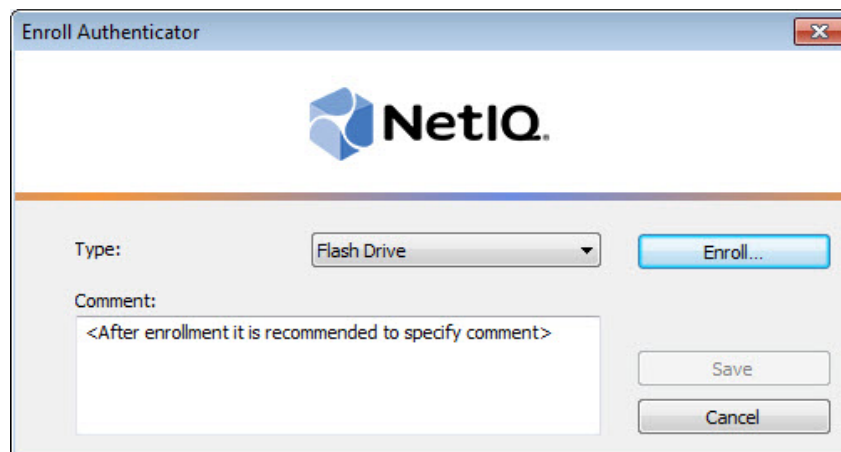 Enroll Authenticator
NetIQ®
Type:
Flash Drive
Enroll...
Comment:
<After enrollment it is recommended to specify comment>
Save
Cancel